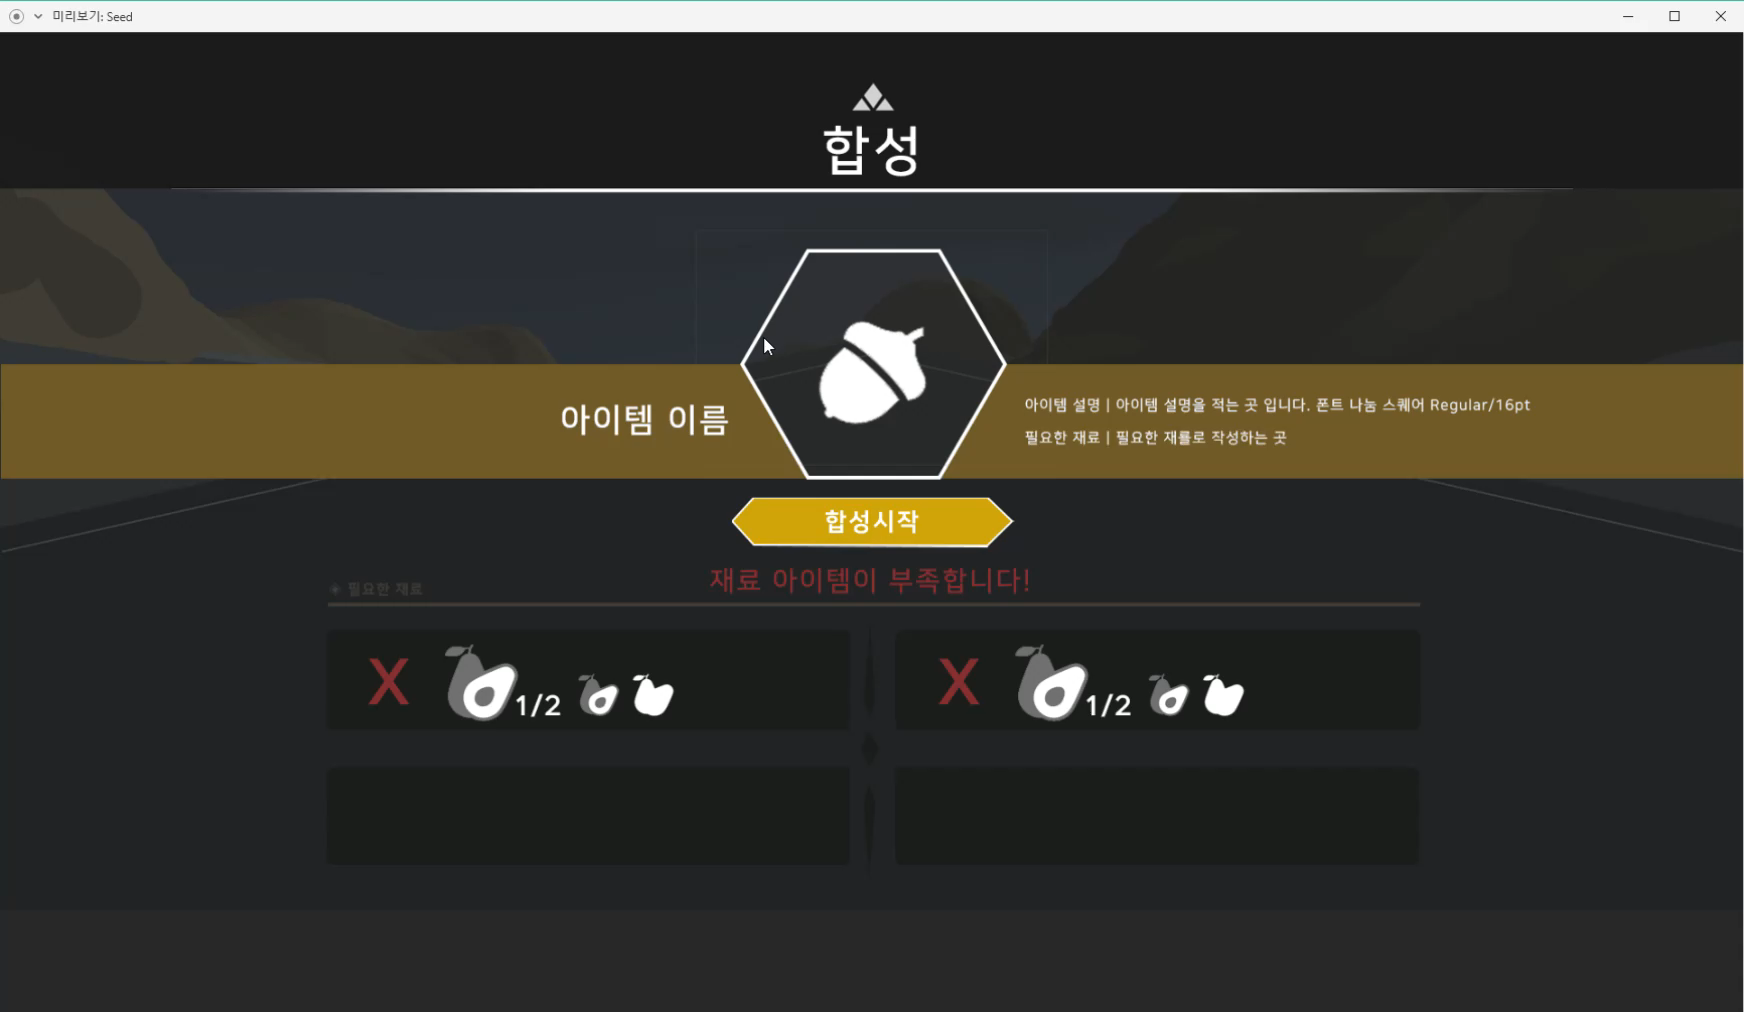 미리보기: Seed
합성
아이템 이름
아이템 설명 | 아이템 설명을 적는 곳 입니다. 폰트 나눔 스퀘어 Regular/16pt
필요한 재료 | 필요한 재률로 작성하는 곳
합성시작
재료 아이템이 부족합니다!
필요한 재료
X 1/2
X 1/2